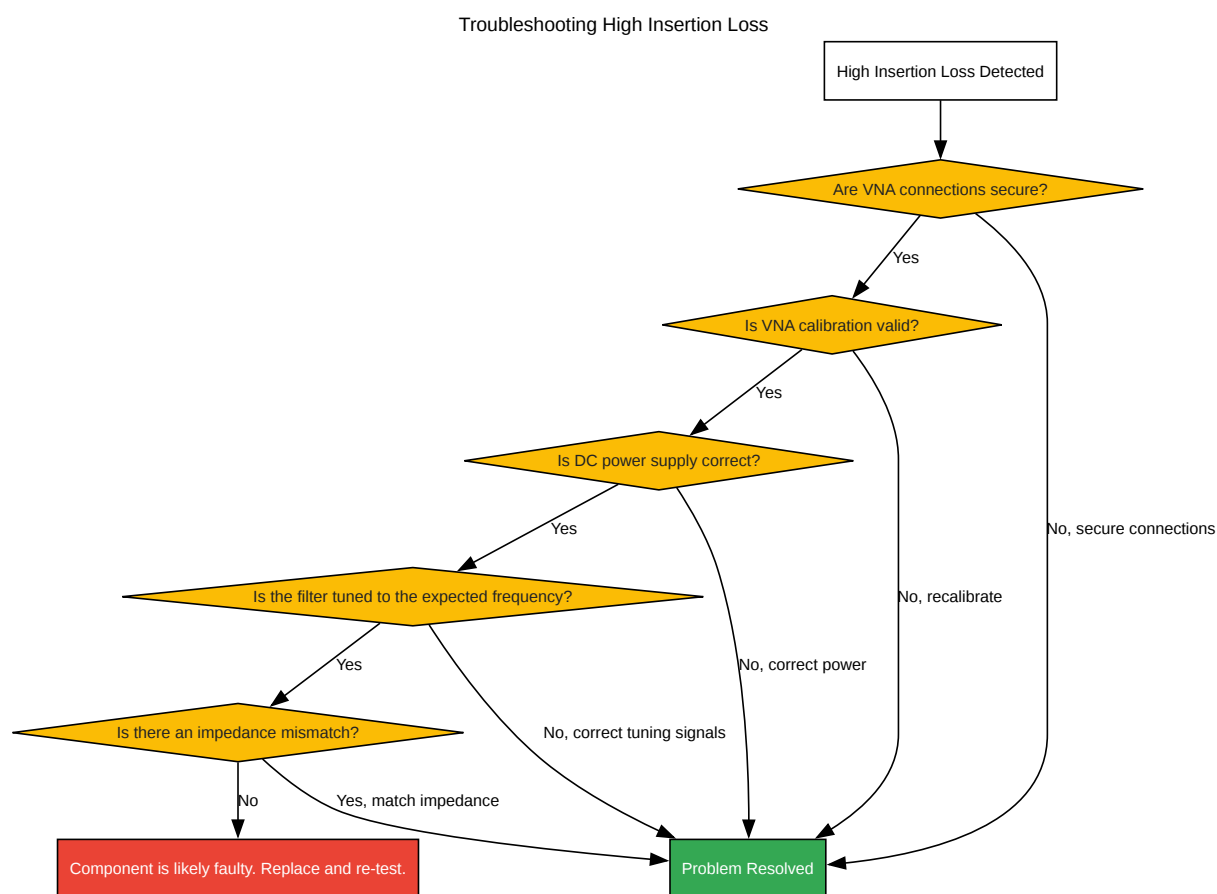 Troubleshooting High Insertion Loss
High Insertion Loss Detected
Are VNA connections secure?
Yes
Is VNA calibration valid?
Yes
Is DC power supply correct?
Yes
No, secure connections
Is the filter tuned to the expected frequency?
No, recalibrate
Yes
No, correct power
Is there an impedance mismatch?
No, correct tuning signals
No
Yes, match impedance
Component is likely faulty. Replace and re-test.
Problem Resolved